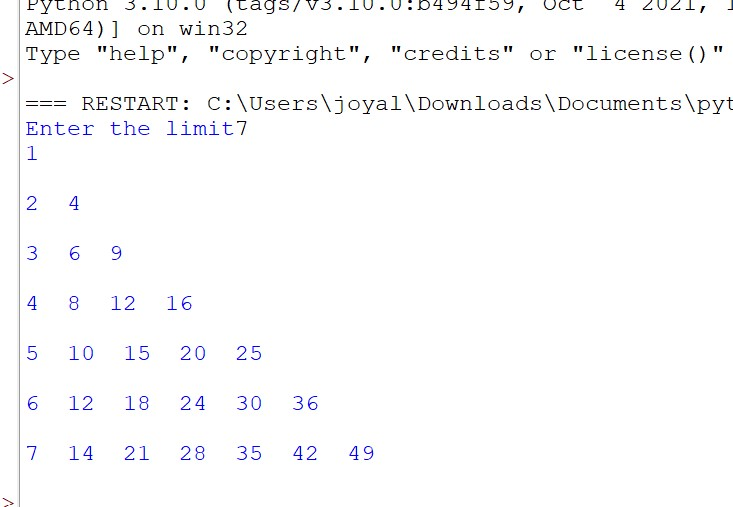 Python 3.10.0 (tags/v3.10.0:b494f59, Oct  4 2021,
AMD64)] on win32
Type "help", "copyright", "credits" or "license()"
>
=== RESTART: C:\Users\joyal\Downloads\Documents\pyt
Enter the limit7
1
2  4
3  6  9
4  8  12  16
5  10  15  20  25
6  12  18  24  30  36
7  14  21  28  35  42  49
>